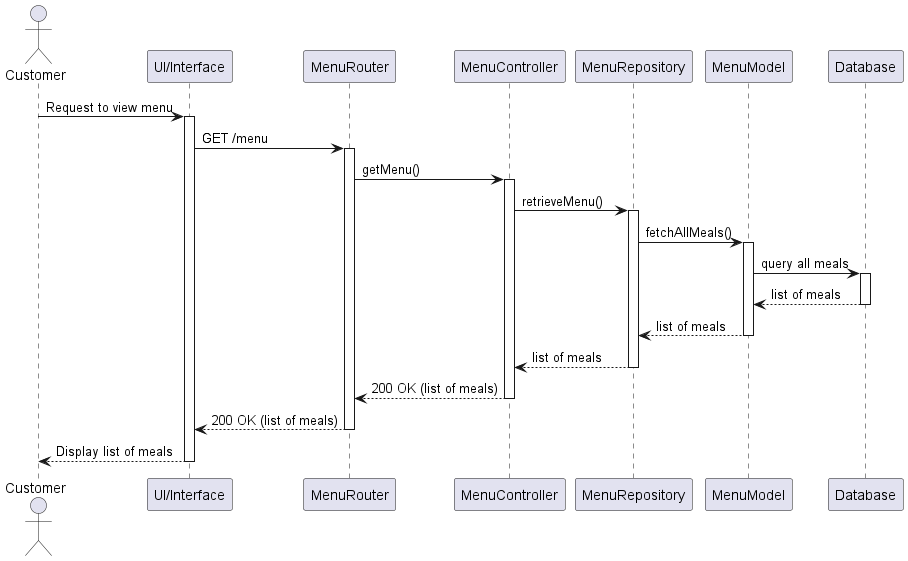 Customer
UI/Interface
MenuRouter
MenuController
MenuRepository
MenuModel
Database
Request to view menu
GET /menu
getMenu()
retrieveMenu()
fetchAllMeals()
query all meals
list of meals
list of meals
list of meals
200 OK (list of meals)
200 OK (list of meals)
Display list of meals
Customer
UI/Interface
MenuRouter
MenuController
MenuRepository
MenuModel
Database